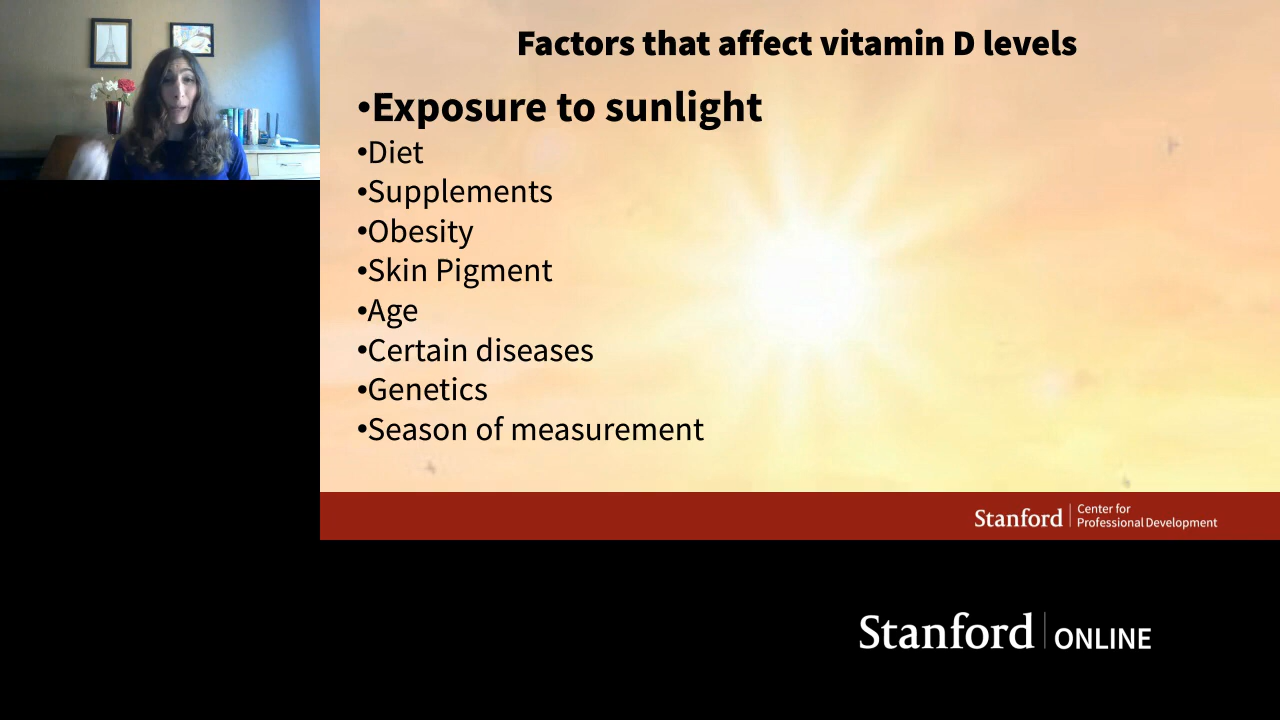 Factors that affect vitamin D levels
•Exposure to sunlight
•Diet
•Supplements
•Obesity
•Skin Pigment
•Age
•Certain diseases
•Genetics
•Season of measurement
Stanford | Center for
Professional Development
Stanford | ONLINE